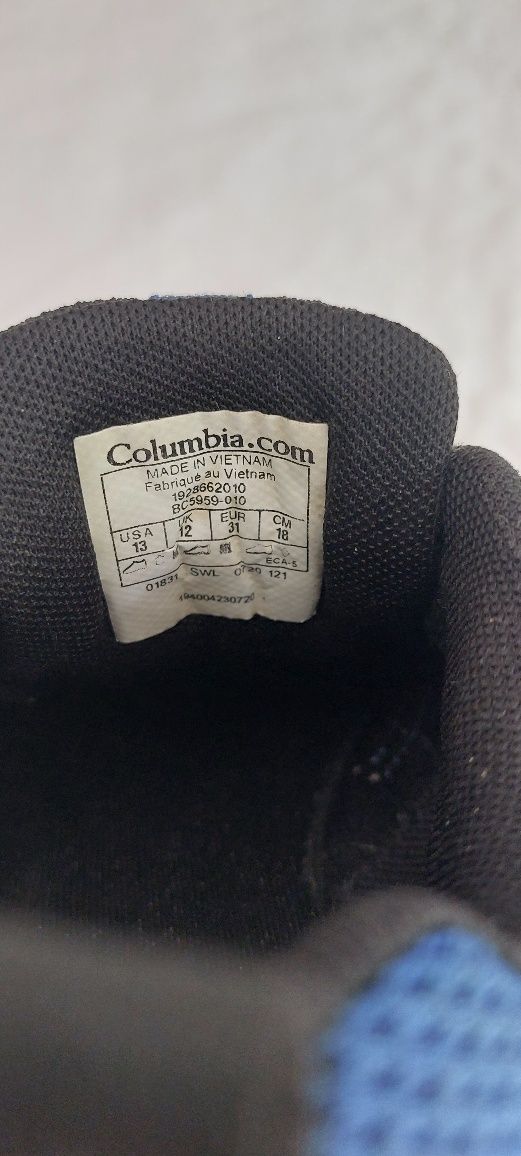 Columbia.com
MADE IN VIETNAM
Fabriqué au Vietnam
1928662010
BC5959-010
USA UK EUR CM
13 12 31 18
ECA-5
01831 SWL 0720 121
194004230720